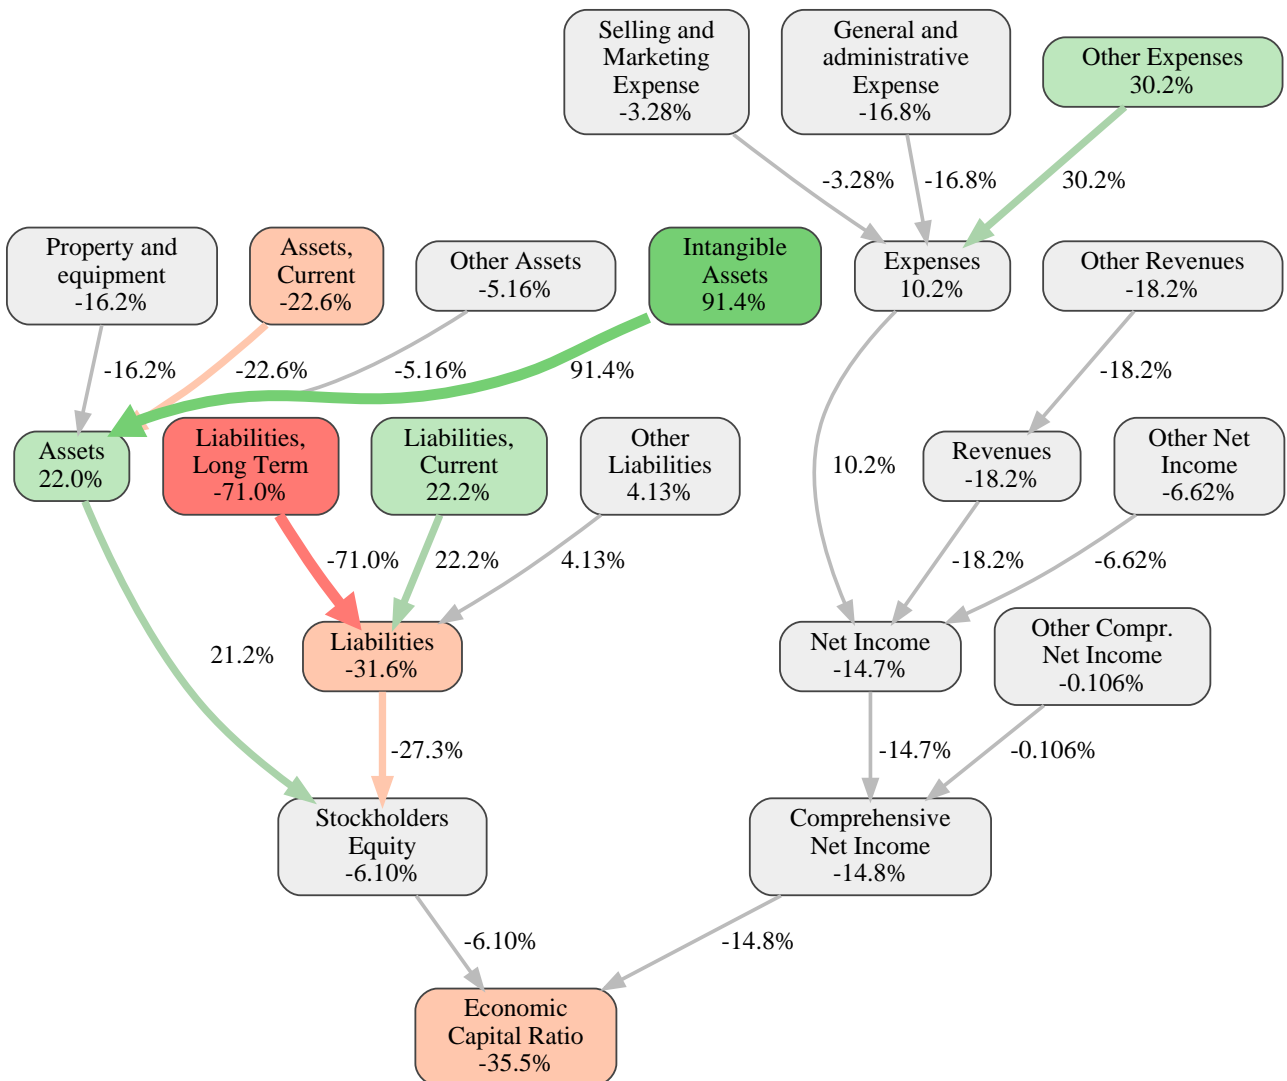 Selling and
Marketing
Expense
-3.28%
General and
administrative
Expense
-16.8%
Other Expenses
30.2%
-3.28%
-16.8%
30.2%
Property and
equipment
-16.2%
Assets,
Current
-22.6%
Other Assets
-5.16%
Intangible
Assets
91.4%
Expenses
10.2%
Other Revenues
-18.2%
-16.2%
-22.6%
-5.16%
91.4%
-18.2%
Assets
22.0%
Liabilities,
Long Term
-71.0%
Liabilities,
Current
22.2%
Other
Liabilities
4.13%
10.2%
Revenues
-18.2%
Other Net
Income
-6.62%
-71.0%
22.2%
4.13%
-18.2%
-6.62%
21.2%
Liabilities
-31.6%
Net Income
-14.7%
Other Compr.
Net Income
-0.106%
-27.3%
-14.7%
-0.106%
Stockholders
Equity
-6.10%
Comprehensive
Net Income
-14.8%
-6.10%
-14.8%
Economic
Capital Ratio
-35.5%